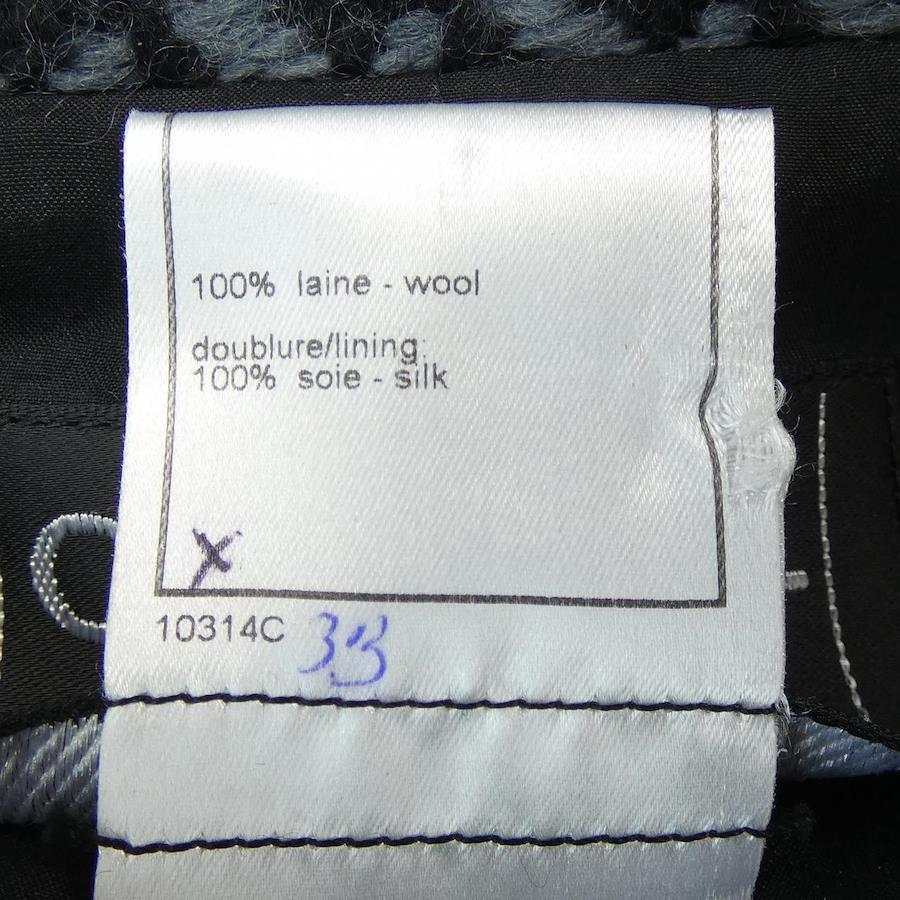 100% laine - wool
doublure/lining:
100% soie - silk
X
10314C 33